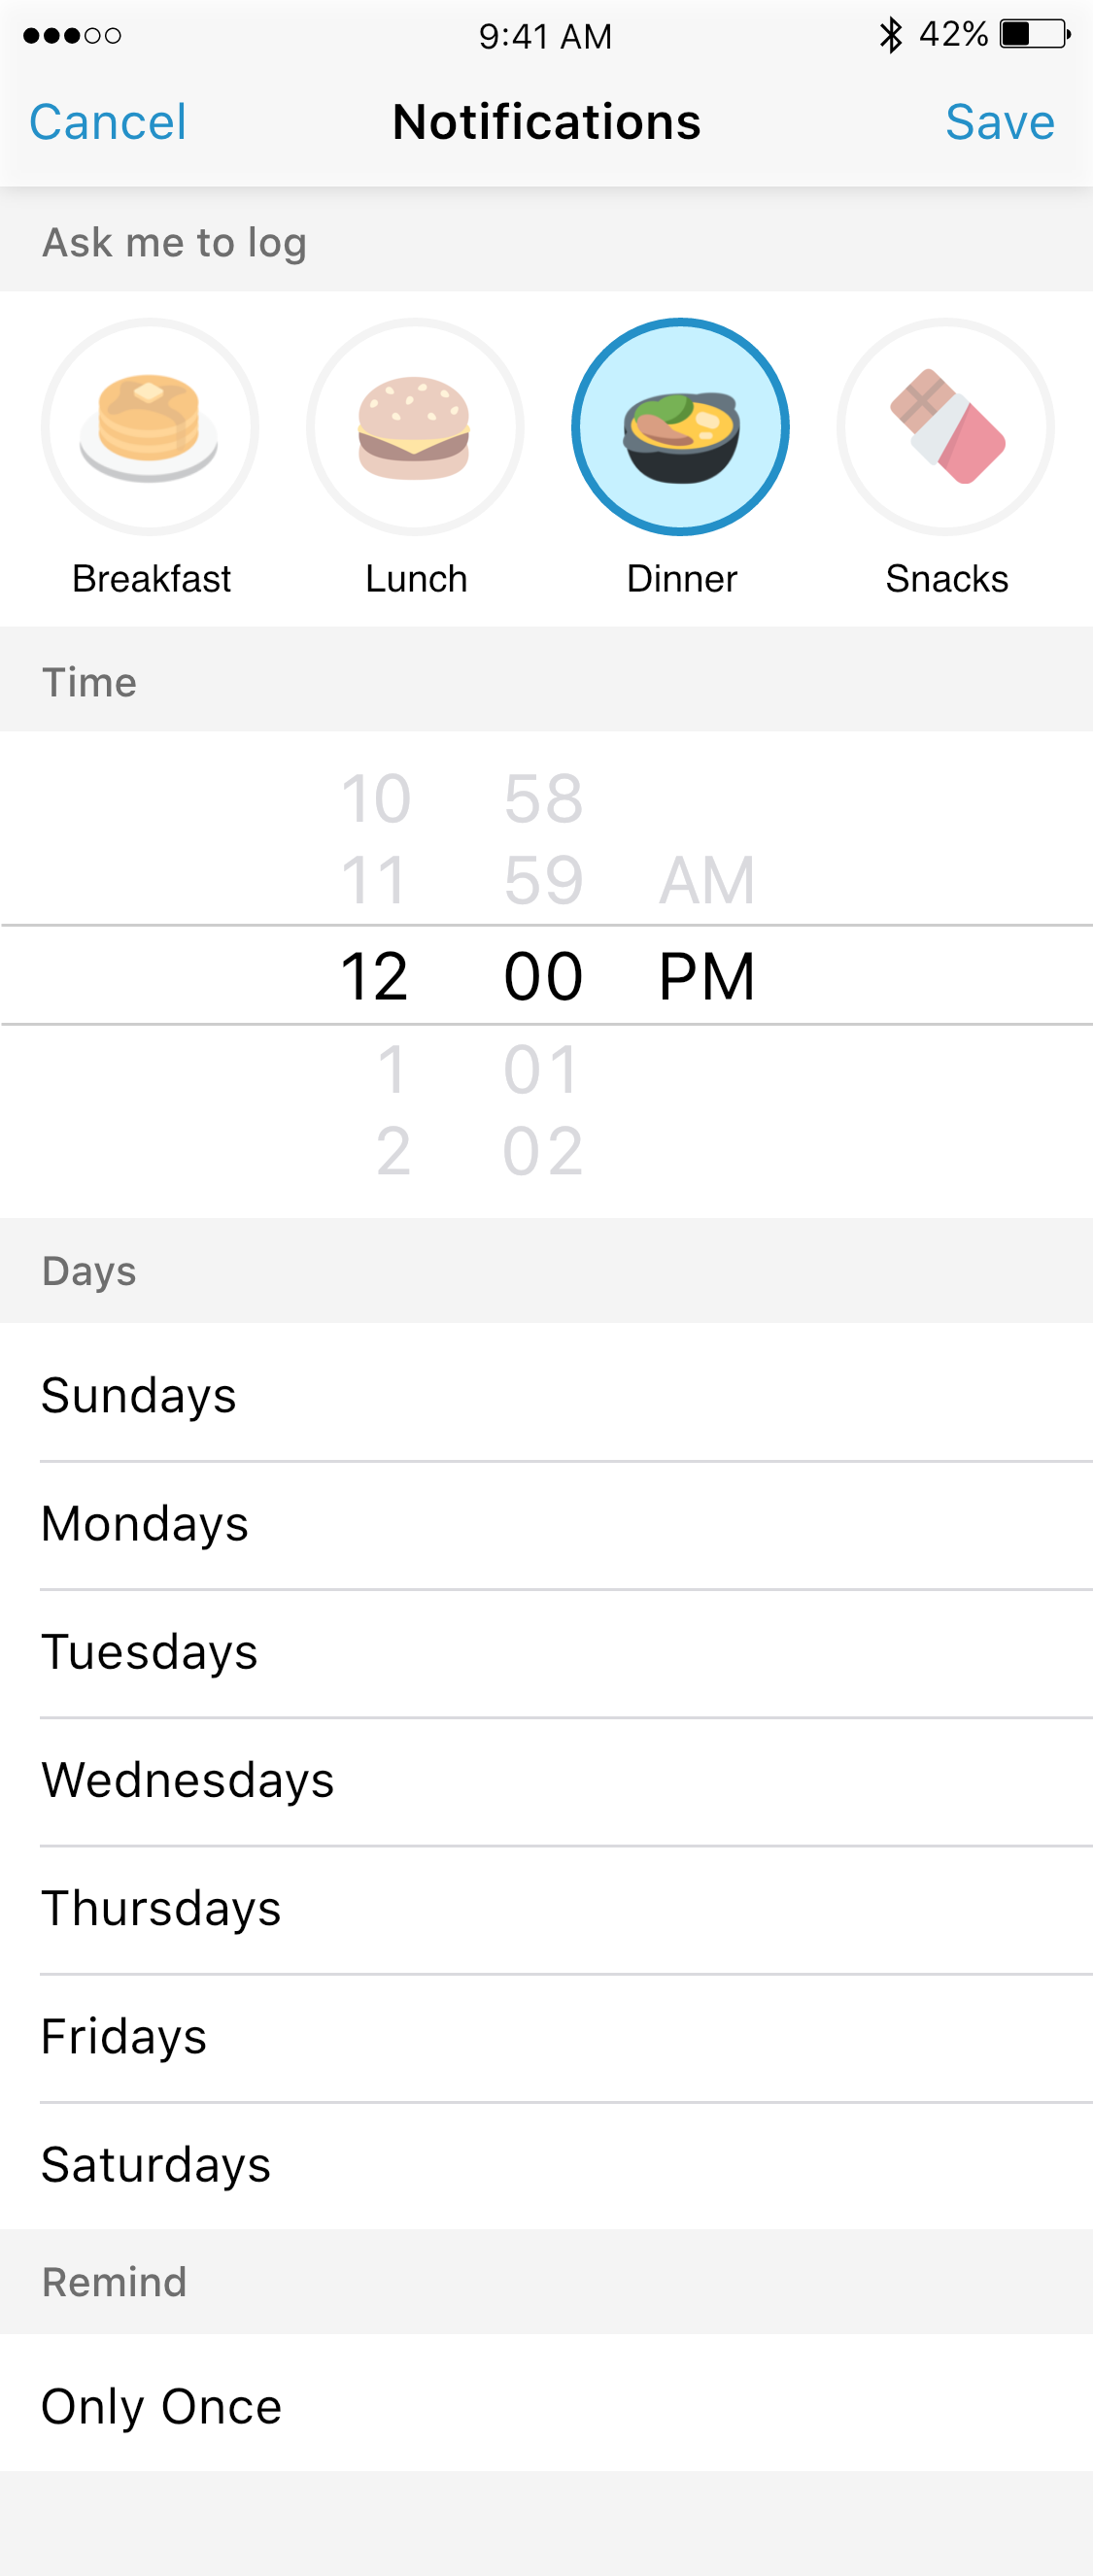 9:41 AM 42%
Cancel Notifications Save
Ask me to log
Breakfast Lunch Dinner Snacks
Time
10 58
11 59 AM
12 00 PM
1 01
2 02
Days
Sundays
Mondays
Tuesdays
Wednesdays
Thursdays
Fridays
Saturdays
Remind
Only Once